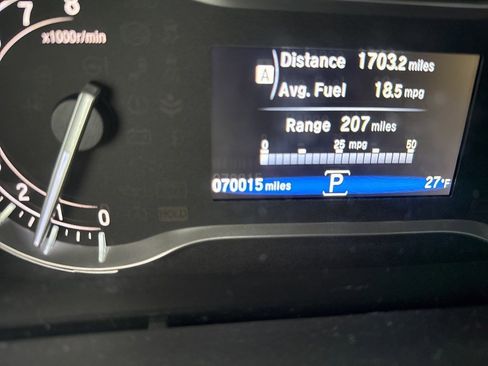 8
7
x1000r/min
2
1
0
A
Distance 1703.2 miles
Avg. Fuel 18.5 mpg
Range 207 miles
0 25 mpg 50
070015 miles P 27°F
HOLD